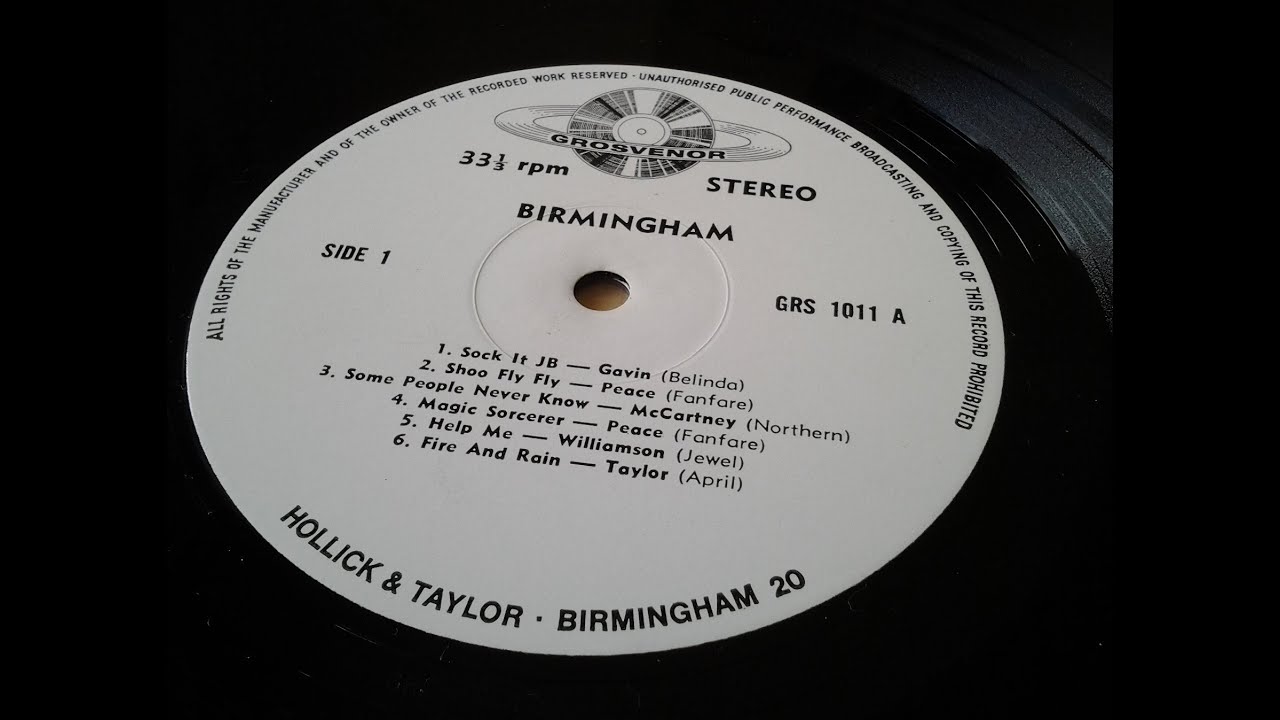 ALL RIGHTS OF THE MANUFACTURER AND OF THE OWNER OF THE RECORDED WORK RESERVED · UNAUTHORISED PUBLIC PERFORMANCE BROADCASTING AND COPYING OF THIS RECORD PROHIBITED
GROSVENOR
33⅓ rpm
STEREO
BIRMINGHAM
SIDE 1
GRS 1011 A
1. Sock It JB — Gavin (Belinda)
2. Shoo Fly Fly — Peace (Fanfare)
3. Some People Never Know — McCartney (Northern)
4. Magic Sorcerer — Peace (Fanfare)
5. Help Me — Williamson (Jewel)
6. Fire And Rain — Taylor (April)
HOLLICK & TAYLOR · BIRMINGHAM 20